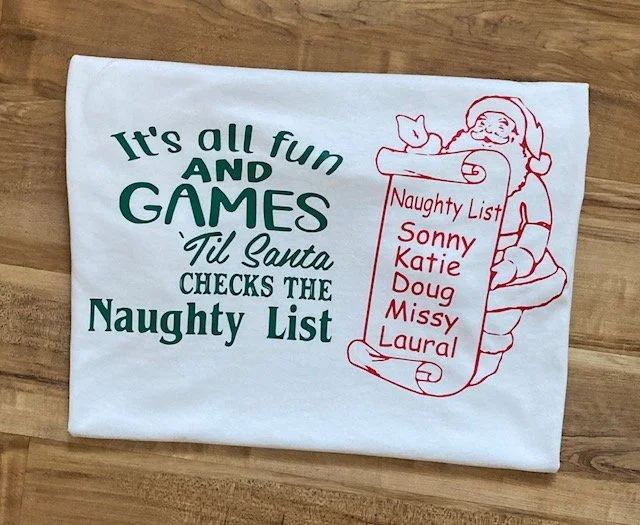 It's all fun
AND
GAMES
'Til Santa
CHECKS THE
Naughty List
Naughty List
Sonny
Katie
Doug
Missy
Laural